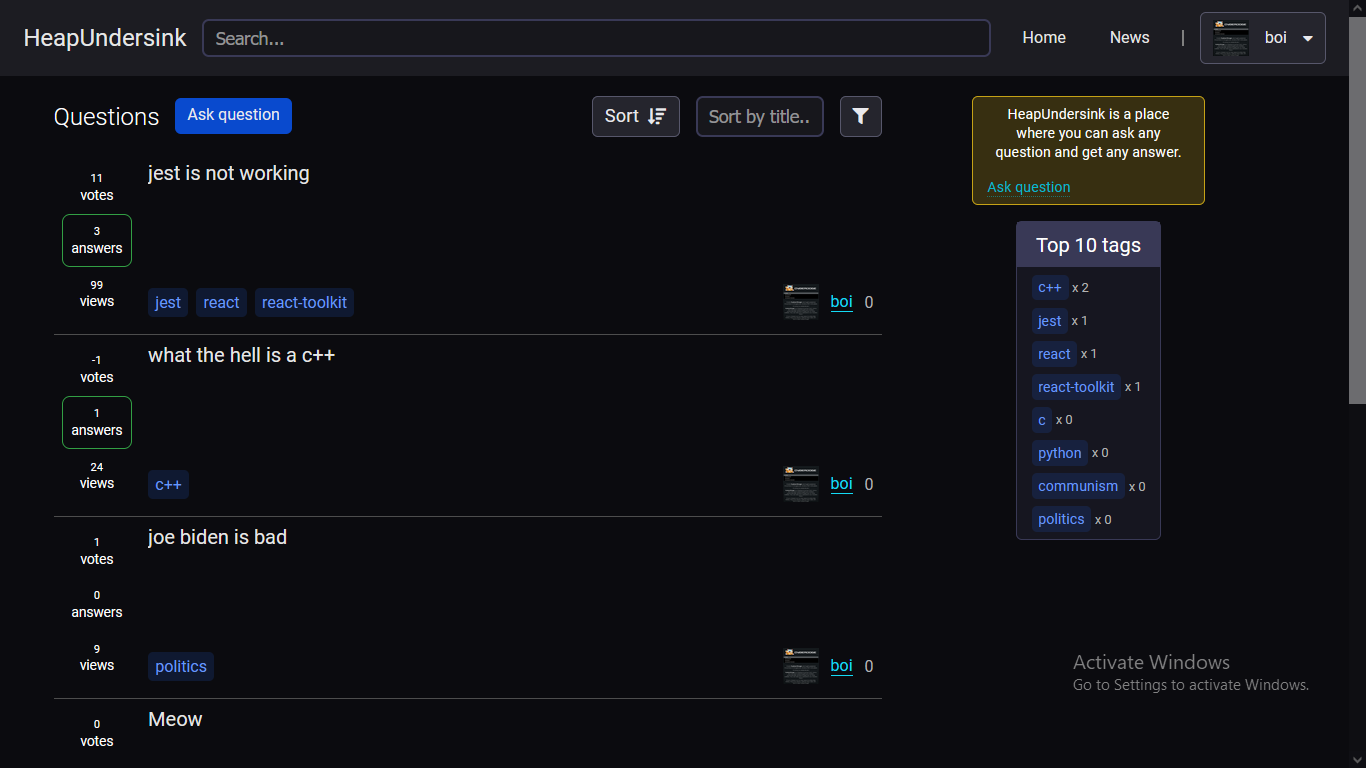 HeapUndersink
Search...
Home
News
|
boi
Questions
Ask question
Sort
Sort by title..
11
votes
jest is not working
3
answers
99
views
jest
react
react-toolkit
boi
0
-1
votes
what the hell is a c++
1
answers
24
views
c++
boi
0
1
votes
joe biden is bad
0
answers
9
views
politics
boi
0
0
votes
Meow
HeapUndersink is a place
where you can ask any
question and get any answer.
Ask question
Top 10 tags
c++ x 2
jest x 1
react x 1
react-toolkit x 1
c x 0
python x 0
communism x 0
politics x 0
Activate Windows
Go to Settings to activate Windows.